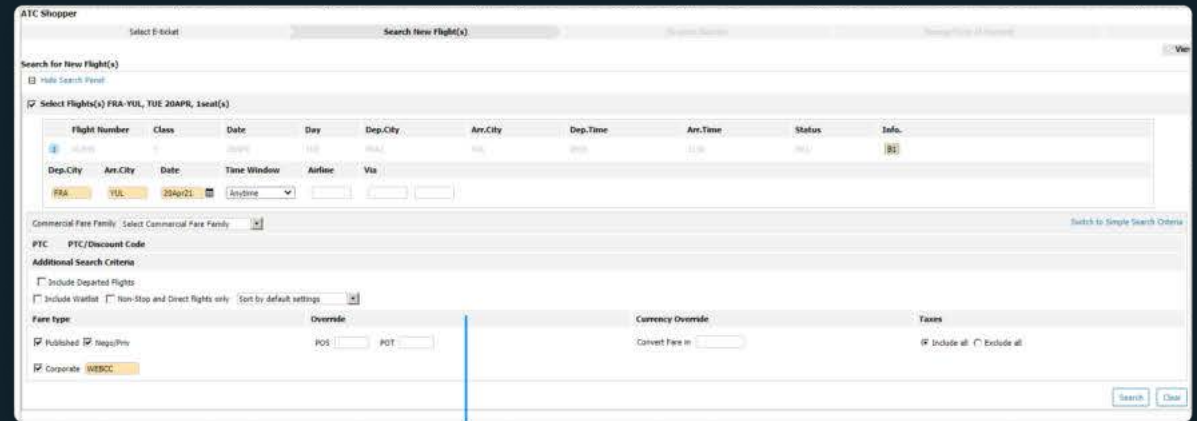 ATC Shopper
Select E-ticket Search New Flight(s)
View
Search for New Flight(s)
Hide Search Panel
Select Flights(s) FRA-YUL, TUE 20APR, 1seat(s)
Flight Number Class Date Day Dep.City Arr.City Dep.Time Arr.Time Status Info.
B1
Dep.City Arr.City Date Time Window Airline Via
FRA YUL 20Apr21 Anytime
Commercial Fare Family Select Commercial Fare Family Switch to Simple Search Criteria
PTC PTC/Discount Code
Additional Search Criteria
Include Departed Flights
Include Waitlist Non-Stop and Direct flights only Sort by default settings
Fare type Override Currency Override Taxes
Published Nego/Priv POS POT Convert Fare in Include all Exclude all
Corporate WEBCC
Search Clear